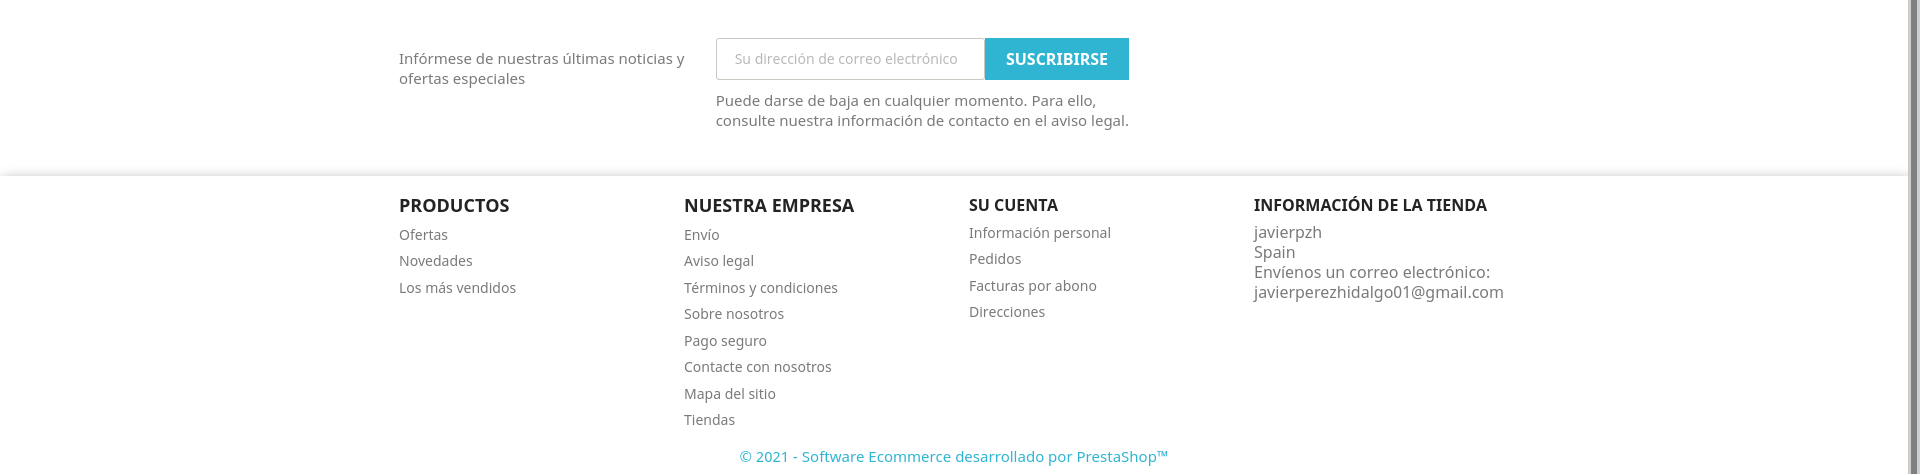 Infórmese de nuestras últimas noticias y
ofertas especiales
Su dirección de correo electrónico
SUSCRIBIRSE
Puede darse de baja en cualquier momento. Para ello,
consulte nuestra información de contacto en el aviso legal.
PRODUCTOS
Ofertas
Novedades
Los más vendidos
NUESTRA EMPRESA
Envío
Aviso legal
Términos y condiciones
Sobre nosotros
Pago seguro
Contacte con nosotros
Mapa del sitio
Tiendas
SU CUENTA
Información personal
Pedidos
Facturas por abono
Direcciones
INFORMACIÓN DE LA TIENDA
javierpzh
Spain
Envíenos un correo electrónico:
javierperezhidalgo01@gmail.com
© 2021 - Software Ecommerce desarrollado por PrestaShop™